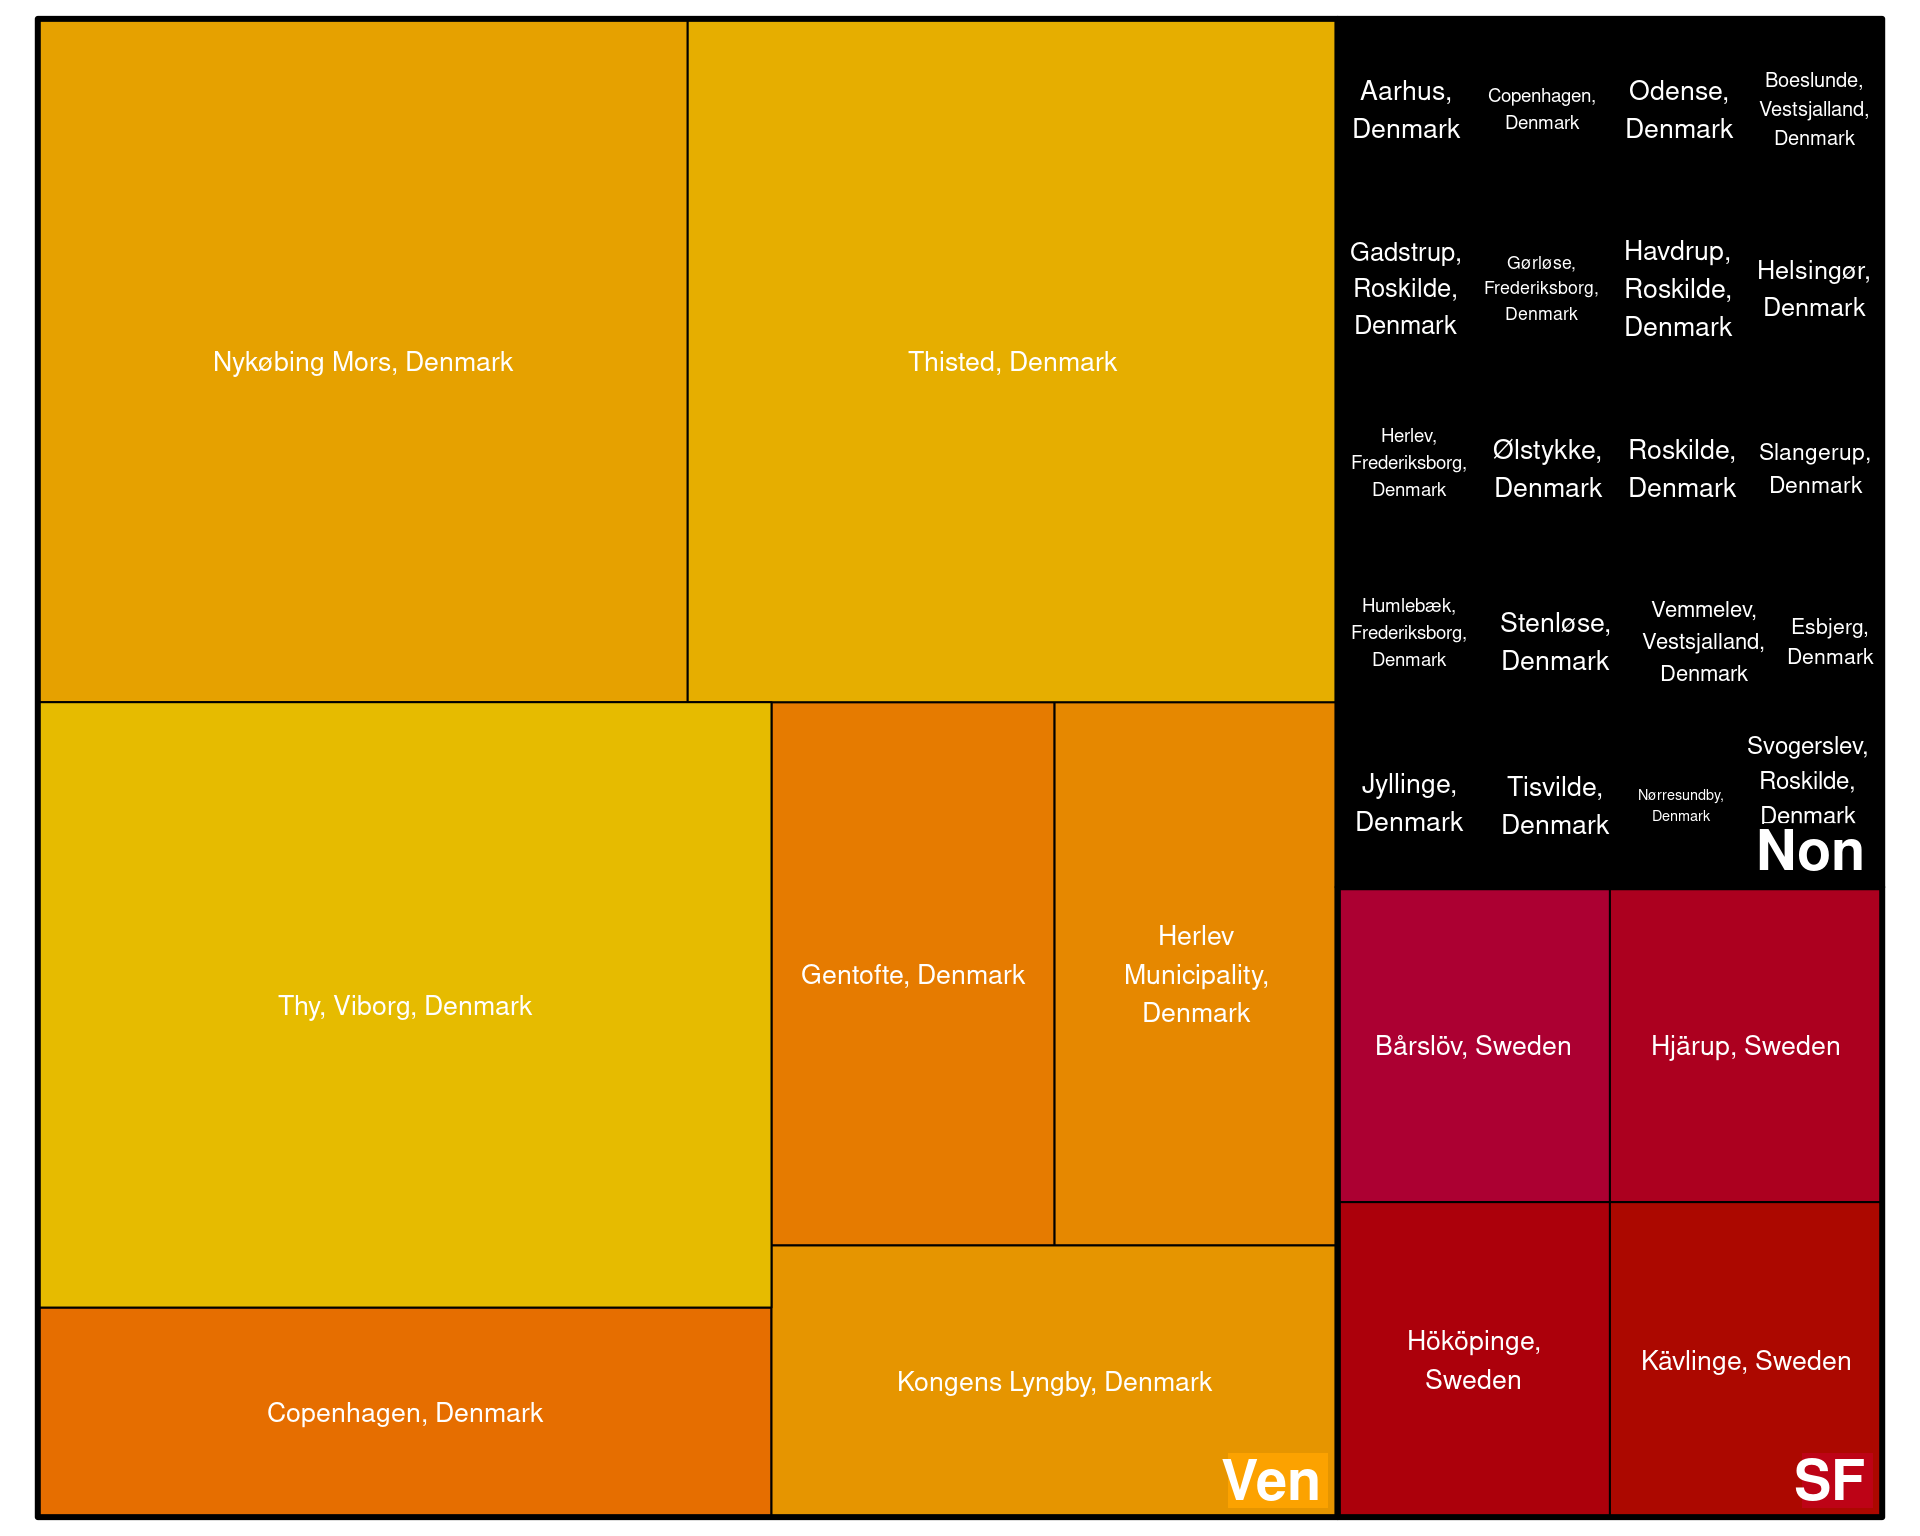 Nykøbing Mors, Denmark
Thisted, Denmark
Thy, Viborg, Denmark
Gentofte, Denmark
Herlev
Municipality,
Denmark
Copenhagen, Denmark
Kongens Lyngby, Denmark
Ven
Aarhus,
Denmark
Copenhagen,
Denmark
Odense,
Denmark
Boeslunde,
Vestsjalland,
Denmark
Gadstrup,
Roskilde,
Denmark
Gørløse,
Frederiksborg,
Denmark
Havdrup,
Roskilde,
Denmark
Helsingør,
Denmark
Herlev,
Frederiksborg,
Denmark
Ølstykke,
Denmark
Roskilde,
Denmark
Slangerup,
Denmark
Humlebæk,
Frederiksborg,
Denmark
Stenløse,
Denmark
Vemmelev,
Vestsjalland,
Denmark
Esbjerg,
Denmark
Jyllinge,
Denmark
Tisvilde,
Denmark
Nørresundby,
Denmark
Svogerslev,
Roskilde,
Denmark
Non
Bårslöv, Sweden
Hjärup, Sweden
Hököpinge,
Sweden
Kävlinge, Sweden
SF